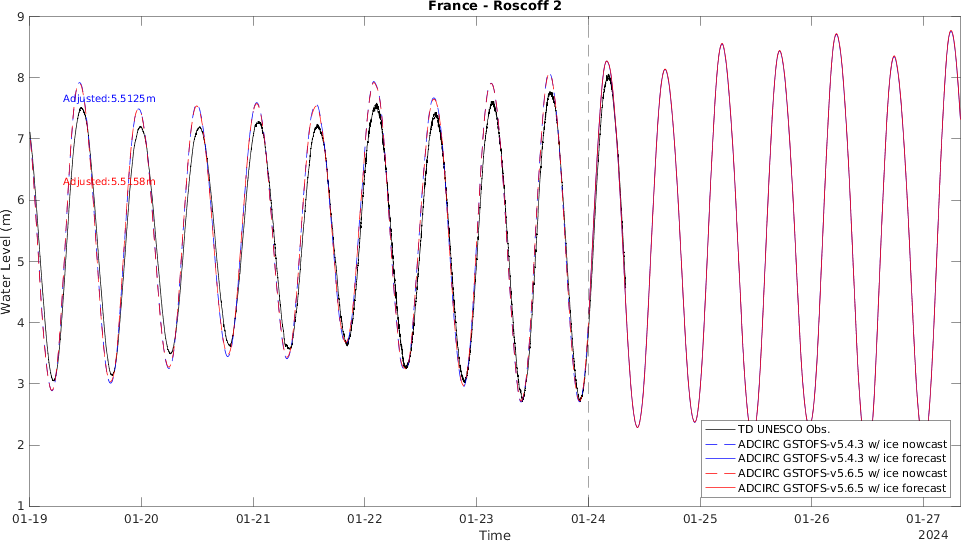 France - Roscoff 2
9
8
7
6
5
4
3
2
1
Water Level (m)
Adjusted:5.5125m
Adjusted:5.5158m
TD UNESCO Obs.
ADCIRC GSTOFS-v5.4.3 w/ ice nowcast
ADCIRC GSTOFS-v5.4.3 w/ ice forecast
ADCIRC GSTOFS-v5.6.5 w/ ice nowcast
ADCIRC GSTOFS-v5.6.5 w/ ice forecast
01-19 01-20 01-21 01-22 01-23 01-24 01-25 01-26 01-27
Time
2024